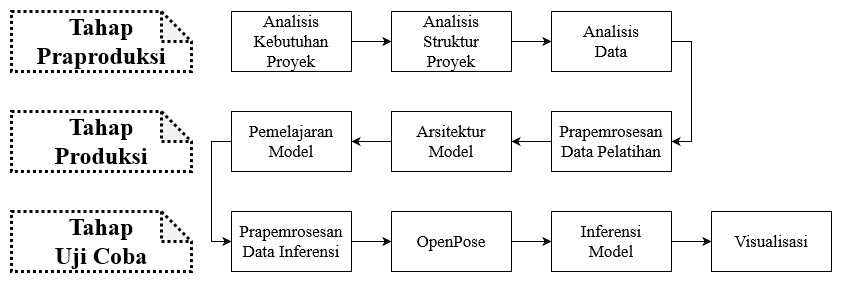 Tahap
Praproduksi
Analisis
Kebutuhan
Proyek
Analisis
Struktur
Proyek
Analisis
Data
Tahap
Produksi
Pemelajaran
Model
Arsitektur
Model
Prapemrosesan
Data Pelatihan
Tahap
Uji Coba
Prapemrosesan
Data Inferensi
OpenPose
Inferensi
Model
Visualisasi